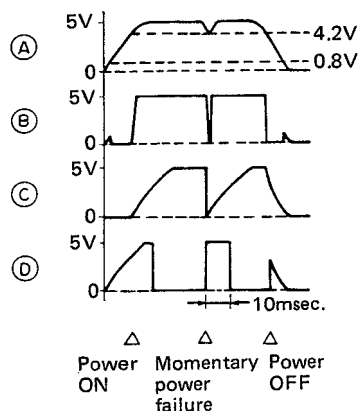 A
5V
4.2V
0.8V
0
B
5V
0
C
5V
0
D
5V
0
10msec.
Power ON
Momentary power failure
Power OFF